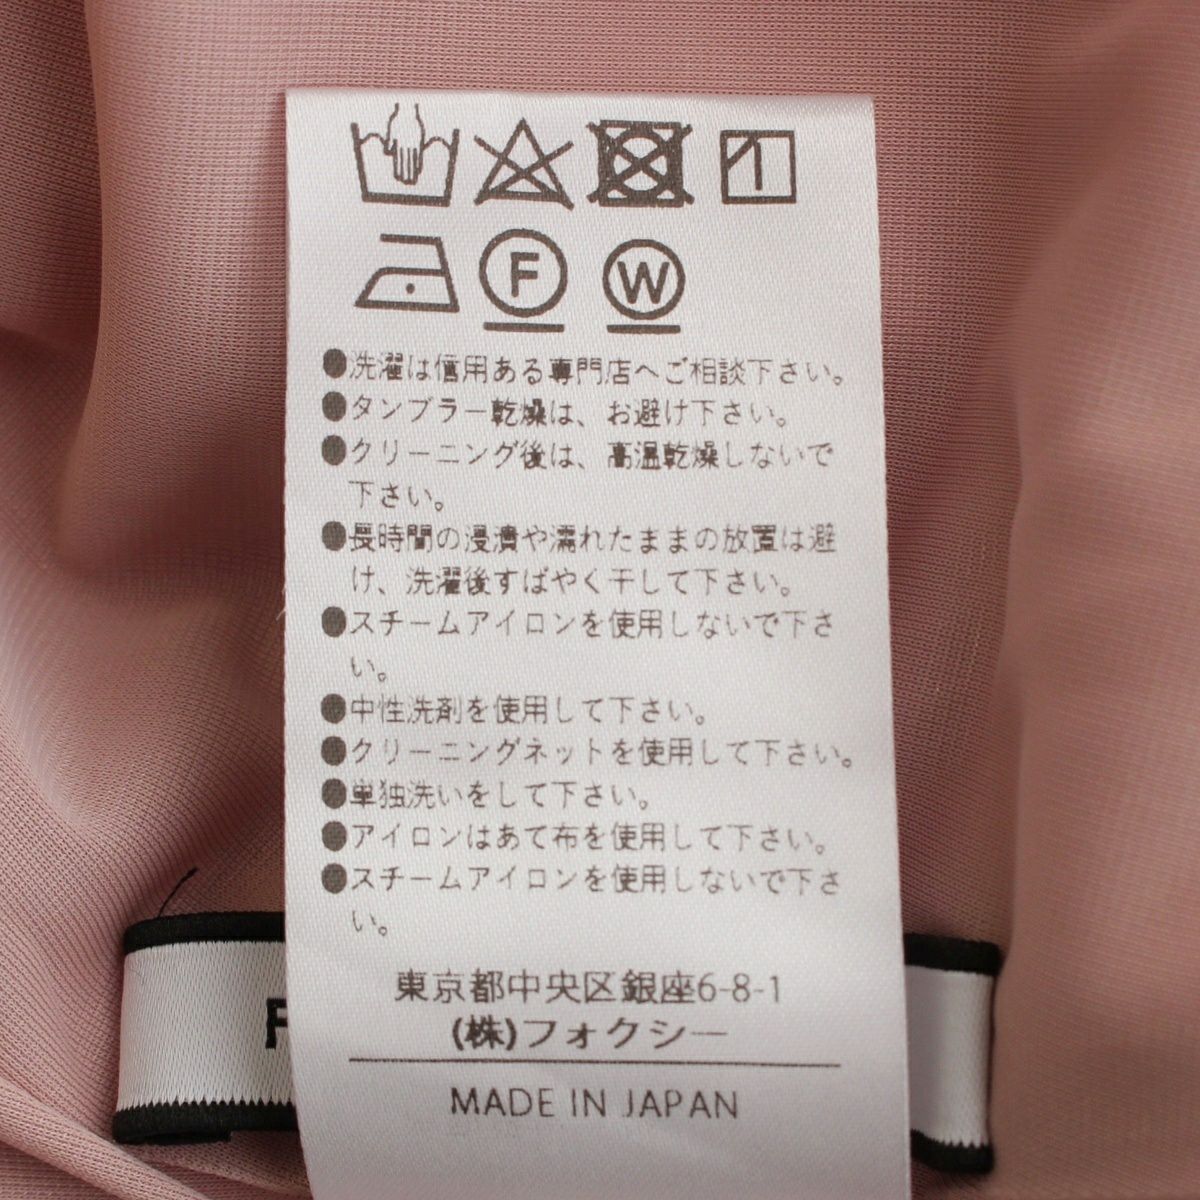 F
W
●洗濯は信用ある専門店へご相談下さい。
●タンブラー乾燥は、お避け下さい。
●クリーニング後は、高温乾燥しないで
下さい。
●長時間の浸漬や濡れたままの放置は避
け、洗濯後すばやく干して下さい。
●スチームアイロンを使用しないで下さ
い。
●中性洗剤を使用して下さい。
●クリーニングネットを使用して下さい。
●単独洗いをして下さい。
●アイロンはあて布を使用して下さい。
●スチームアイロンを使用しないで下さ
い。
東京都中央区銀座6-8-1
(株)フォクシー
MADE IN JAPAN
F